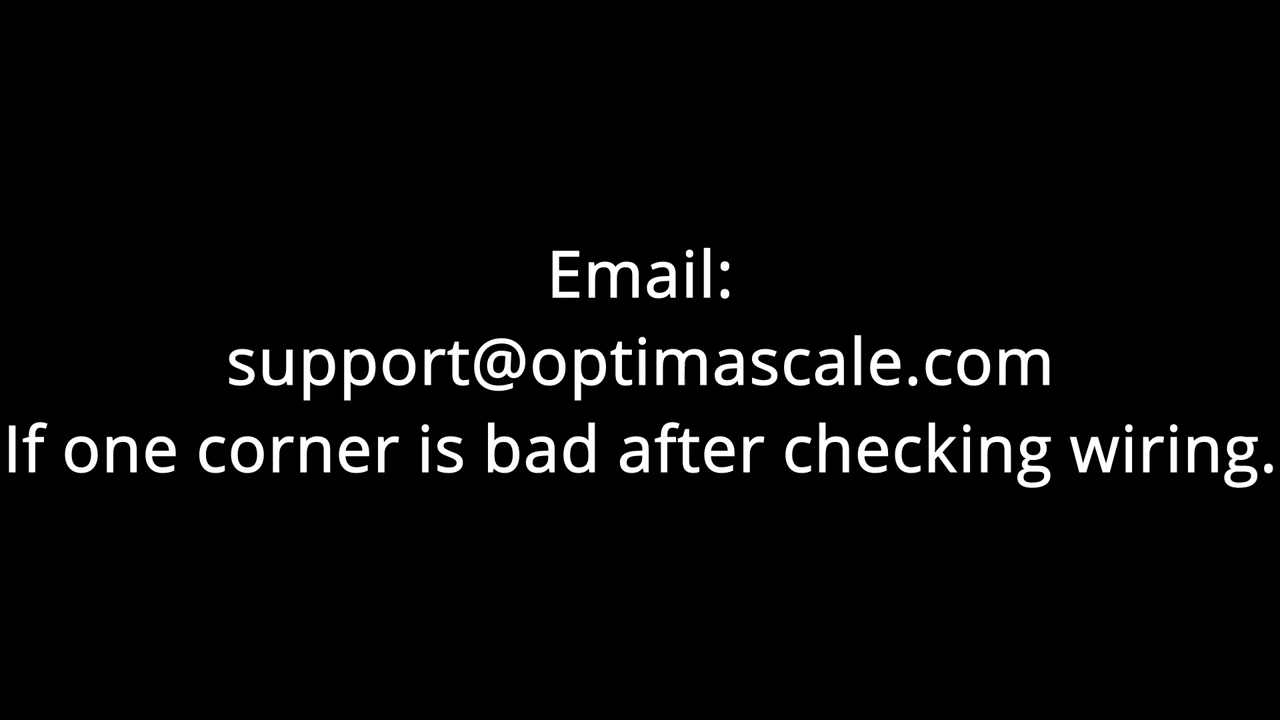 Email:
support@optimascale.com
If one corner is bad after checking wiring.